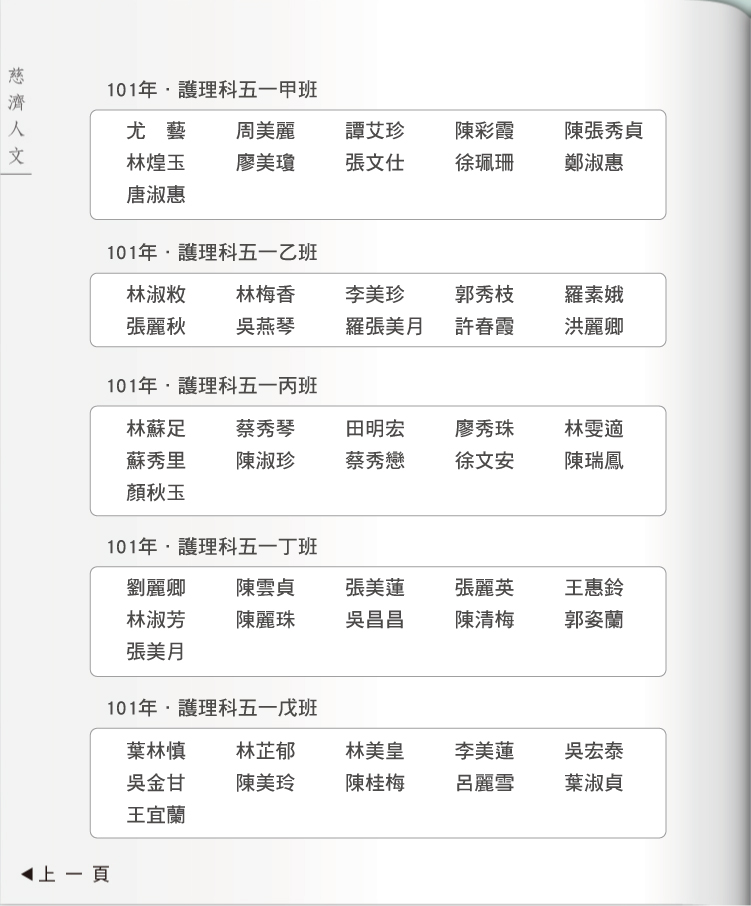 慈濟人文
101年·護理科五一甲班
尤　藝　周美麗　譚艾珍　陳彩霞　陳張秀貞
林煌玉　廖美瓊　張文仕　徐珮珊　鄭淑惠
唐淑惠
101年·護理科五一乙班
林淑敉　林梅香　李美珍　郭秀枝　羅素娥
張麗秋　吳燕琴　羅張美月　許春霞　洪麗卿
101年·護理科五一丙班
林蘇足　蔡秀琴　田明宏　廖秀珠　林雯適
蘇秀里　陳淑珍　蔡秀戀　徐文安　陳瑞鳳
顏秋玉
101年·護理科五一丁班
劉麗卿　陳雲貞　張美蓮　張麗英　王惠鈴
林淑芳　陳麗珠　吳昌昌　陳清梅　郭姿蘭
張美月
101年·護理科五一戊班
葉林慎　林芷郁　林美皇　李美蓮　吳宏泰
吳金甘　陳美玲　陳桂梅　呂麗雪　葉淑貞
王宜蘭
◀上一頁